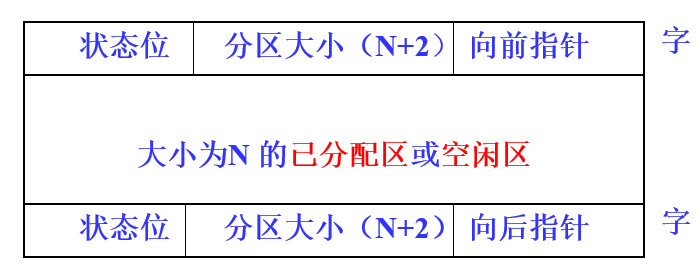 状态位 分区大小（N+2） 向前指针 字
大小为N 的已分配区或空闲区
状态位 分区大小（N+2） 向后指针 字